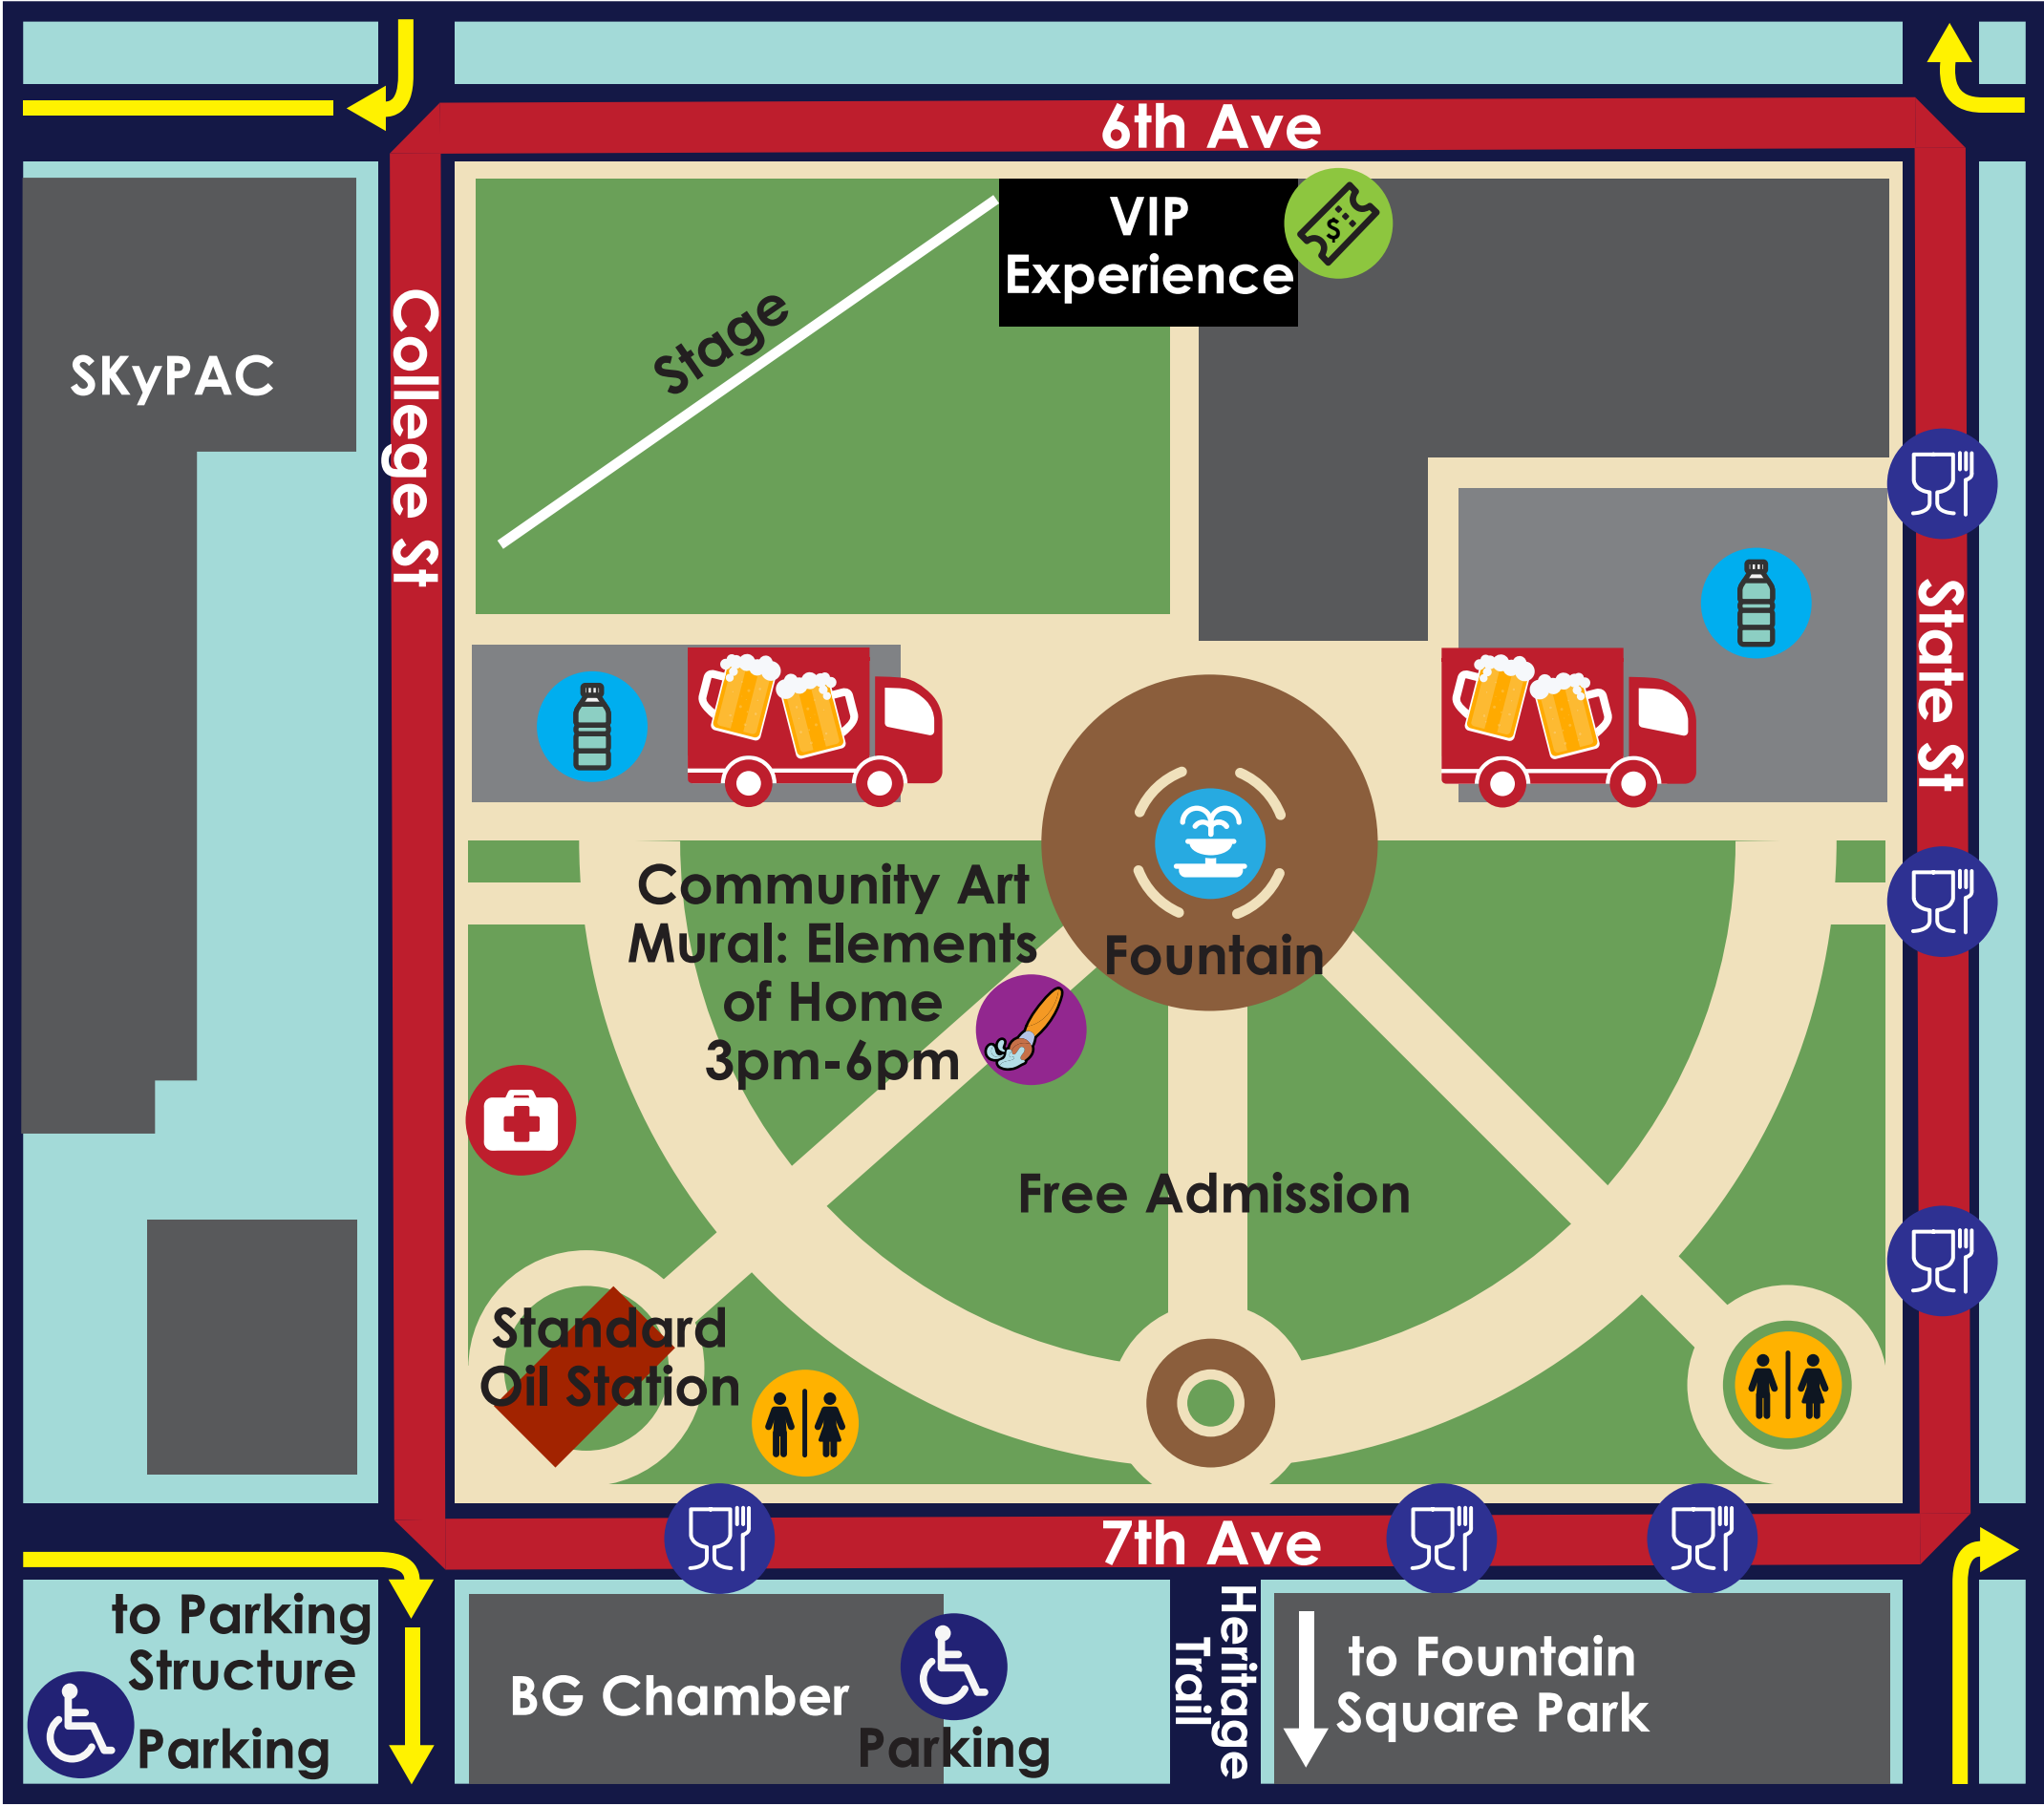 6th Ave
VIP
Experience
$
Stage
SKyPAC
College St
State St
Community Art
Mural: Elements
of Home
3pm-6pm
Fountain
Free Admission
Standard
Oil Station
7th Ave
to Parking
Structure
Parking
BG Chamber
Parking
Heritage
Trail
to Fountain
Square Park